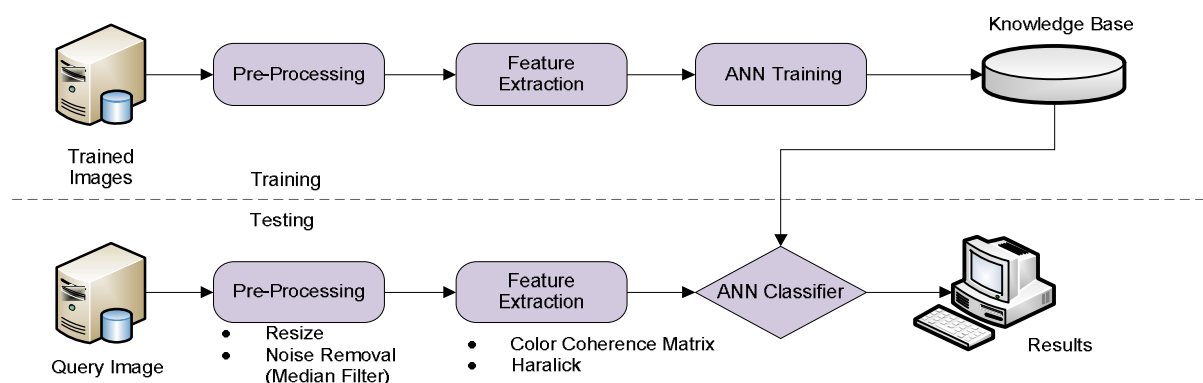 Knowledge Base
Pre-Processing
Feature
Extraction
ANN Training
Trained
Images
Training
Testing
Pre-Processing
Feature
Extraction
ANN Classifier
• Resize
• Noise Removal
(Median Filter)
• Color Coherence Matrix
• Haralick
Query Image
Results